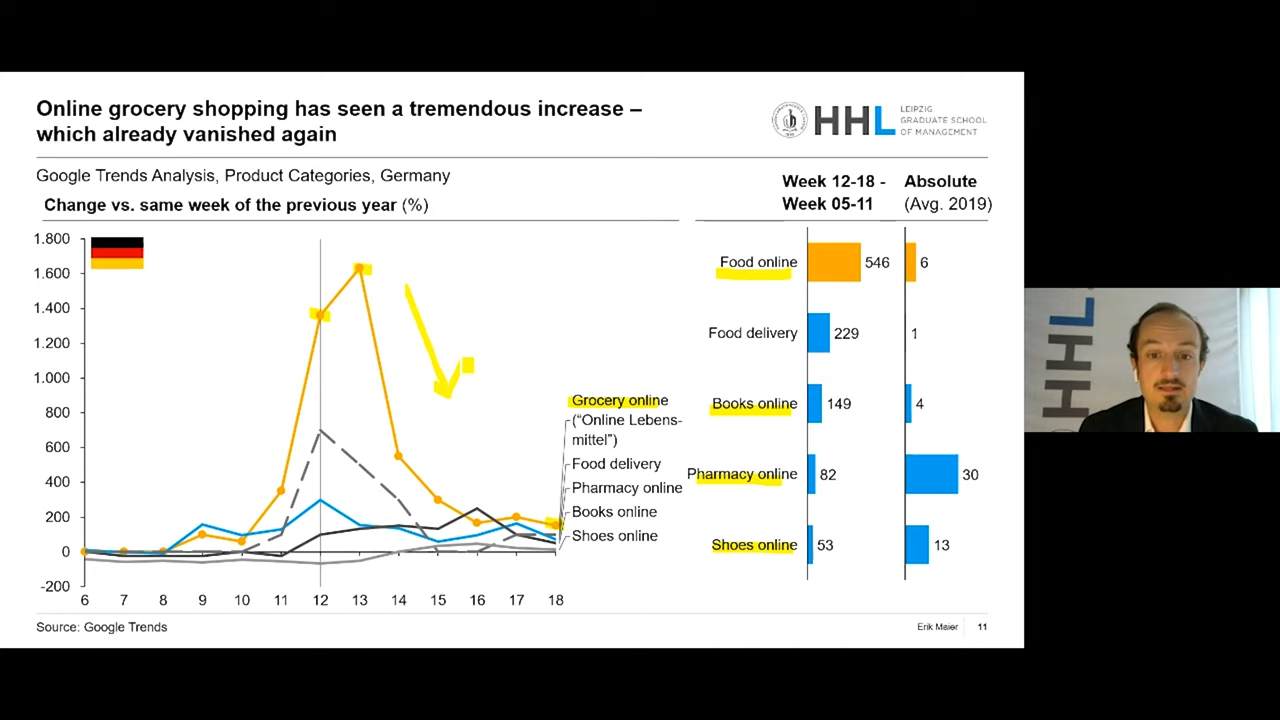 Online grocery shopping has seen a tremendous increase –
which already vanished again
HHL
LEIPZIG
GRADUATE SCHOOL
OF MANAGEMENT
Google Trends Analysis, Product Categories, Germany
Change vs. same week of the previous year (%)
Week 12-18 -
Week 05-11
Absolute
(Avg. 2019)
1.800
1.600
1.400
1.200
1.000
800
600
400
200
0
-200
6 7 8 9 10 11 12 13 14 15 16 17 18
Grocery online
("Online Lebens-
mittel")
Food delivery
Pharmacy online
Books online
Shoes online
Food online 546 6
Food delivery 229 1
Books online 149 4
Pharmacy online 82 30
Shoes online 53 13
Source: Google Trends
Erik Maier 11
HHL